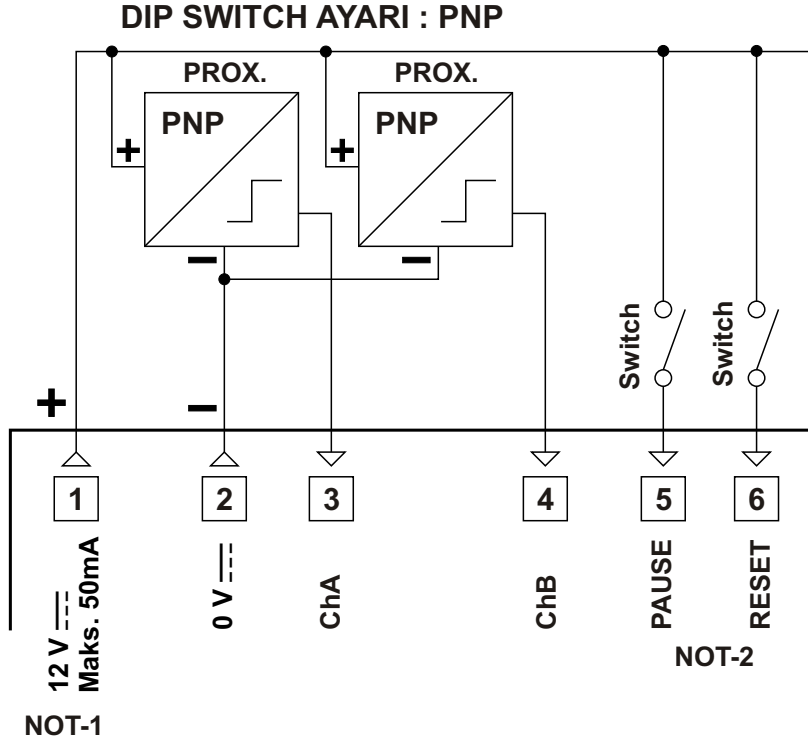 DIP SWITCH AYARI : PNP
PROX.
PROX.
PNP
PNP
+
+
−
−
Switch
Switch
+
−
1
2
3
4
5
6
12 V
Maks. 50mA
0 V
ChA
ChB
PAUSE
RESET
NOT-2
NOT-1